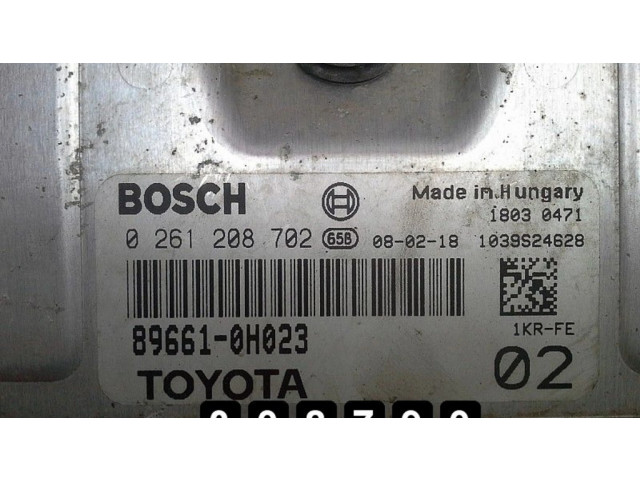 BOSCH
Made in Hungary
1803 0471
0 261 208 702 65B 08-02-18 1039S24628
89661-0H023
1KR-FE
TOYOTA
02